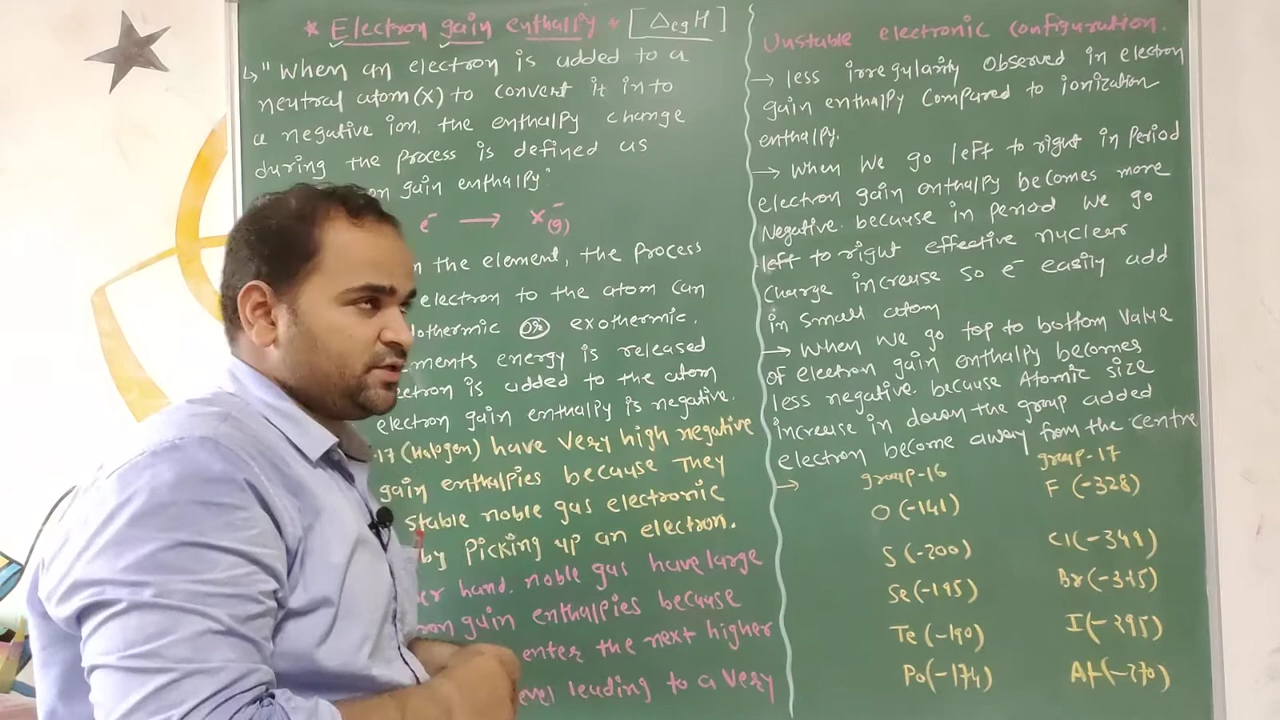 * Electron gain enthalpy * [ΔegH]
↳ "When an electron is added to a
neutral atom (X) to convert it into
a negative ion. the enthalpy change
during the process is defined as
on gain enthalpy."
e⁻ → X⁻(g)
the element, the process
electron to the atom can
othermic OR exothermic.
ments energy is released
ectron is added to the atom
electron gain enthalpy is negative.
-17 (Halogen) have very high negative
gain enthalpies because They
stable noble gas electronic
by picking up an electron.
er hand. noble gas have large
ron gain enthalpies because
enter the next higher
evel leading to a very
Unstable electronic configuration.
→ less irregularity observed in electron
gain enthalpy compared to ionization
enthalpy.
→ when we go left to right in period
electron gain enthalpy becomes more
Negative. because in period we go
left to right effective nuclear
charge increase so e⁻ easily add
in small atom
→ when we go top to bottom value
of electron gain enthalpy becomes
less negative. because Atomic size
increase in down the group added
electron become away from the centre
→ group-16 group-17
O (-141) F (-328)
S (-200) Cl (-349)
Se (-195) Br (-325)
Te (-190) I (-295)
Po (-174) At (-270)